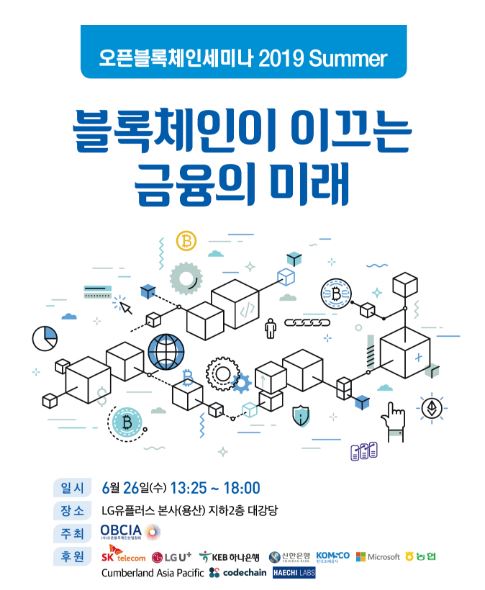 오픈블록체인세미나 2019 Summer
블록체인이 이끄는
금융의 미래
일 시 6월 26일(수) 13:25 ~ 18:00
장 소 LG유플러스 본사(용산) 지하2층 대강당
주 최 OBCIA
후 원 SK telecom LG U+ KEB 하나은행 신한은행 KOMSCO Microsoft 농협
Cumberland Asia Pacific codechain HAECHI LABS